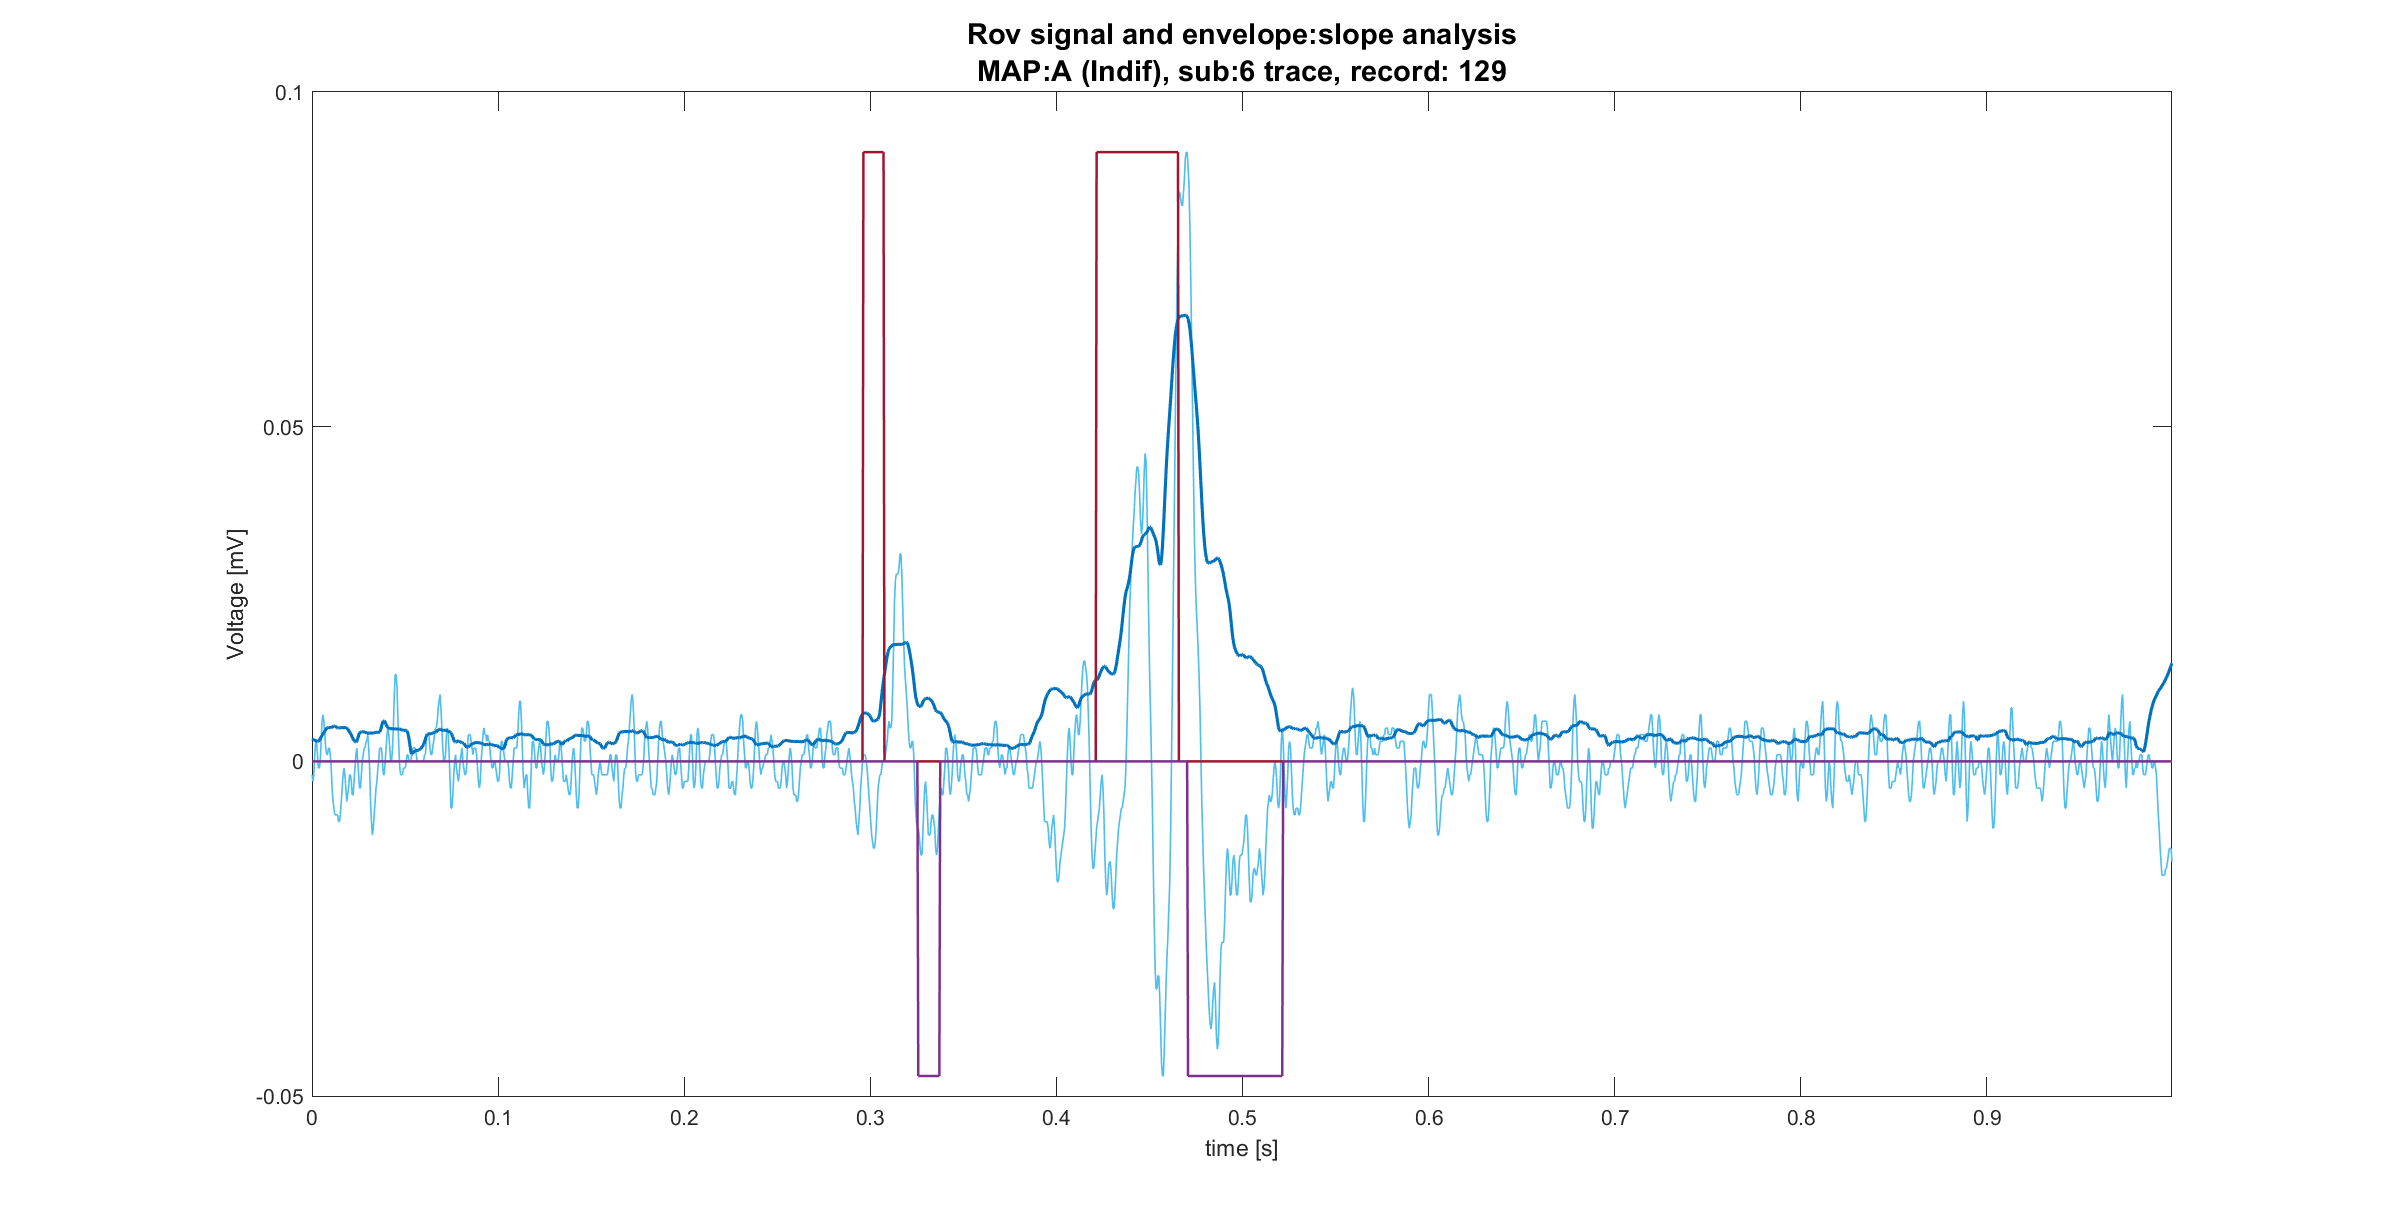 Rov signal and envelope:slope analysis
MAP:A (Indif), sub:6 trace, record: 129
0.1
0.05
0
-0.05
Voltage [mV]
0 0.1 0.2 0.3 0.4 0.5 0.6 0.7 0.8 0.9
time [s]